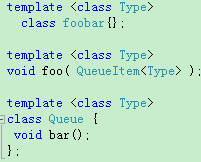 template <class Type>
class foobar{};
template <class Type>
void foo( QueueItem<Type> );
template <class Type>
class Queue {
void bar();
};